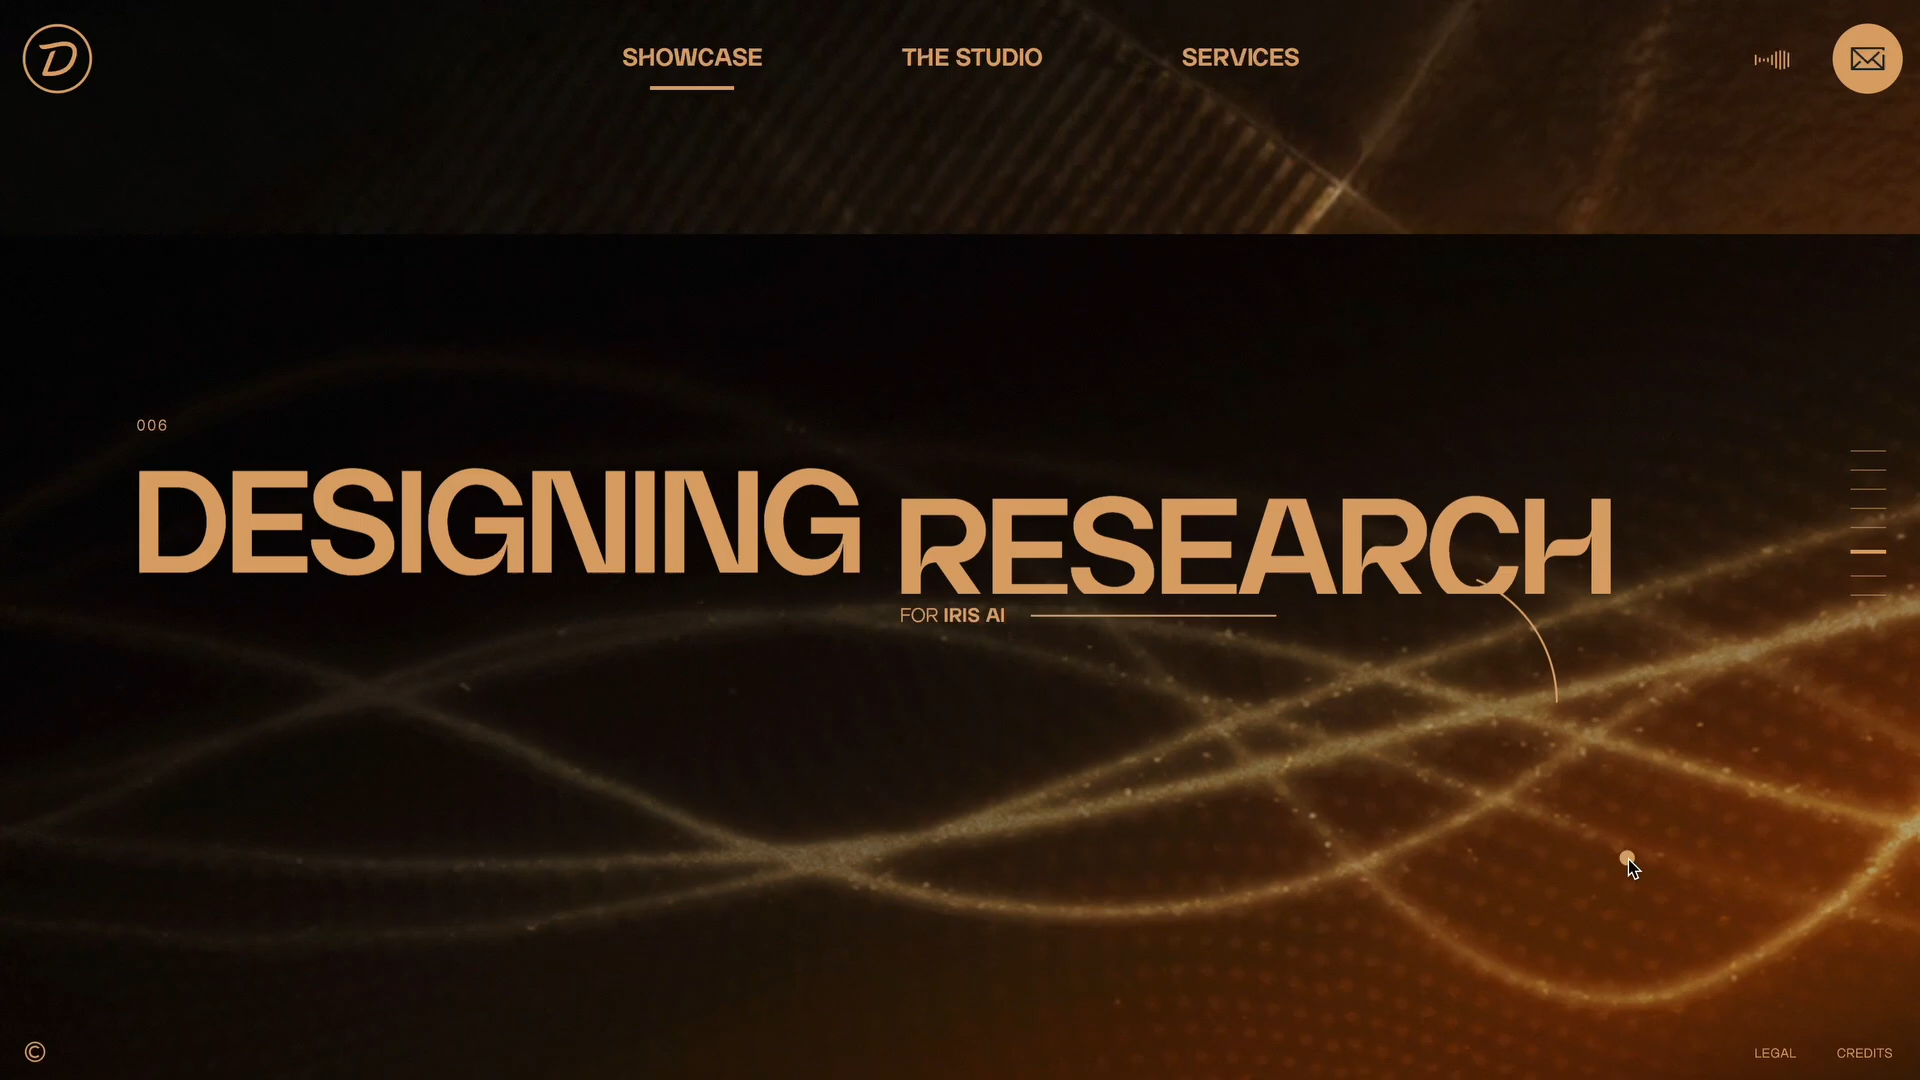 D
SHOWCASE
THE STUDIO
SERVICES
006
DESIGNING RESEARCH
FOR IRIS AI
©
LEGAL
CREDITS